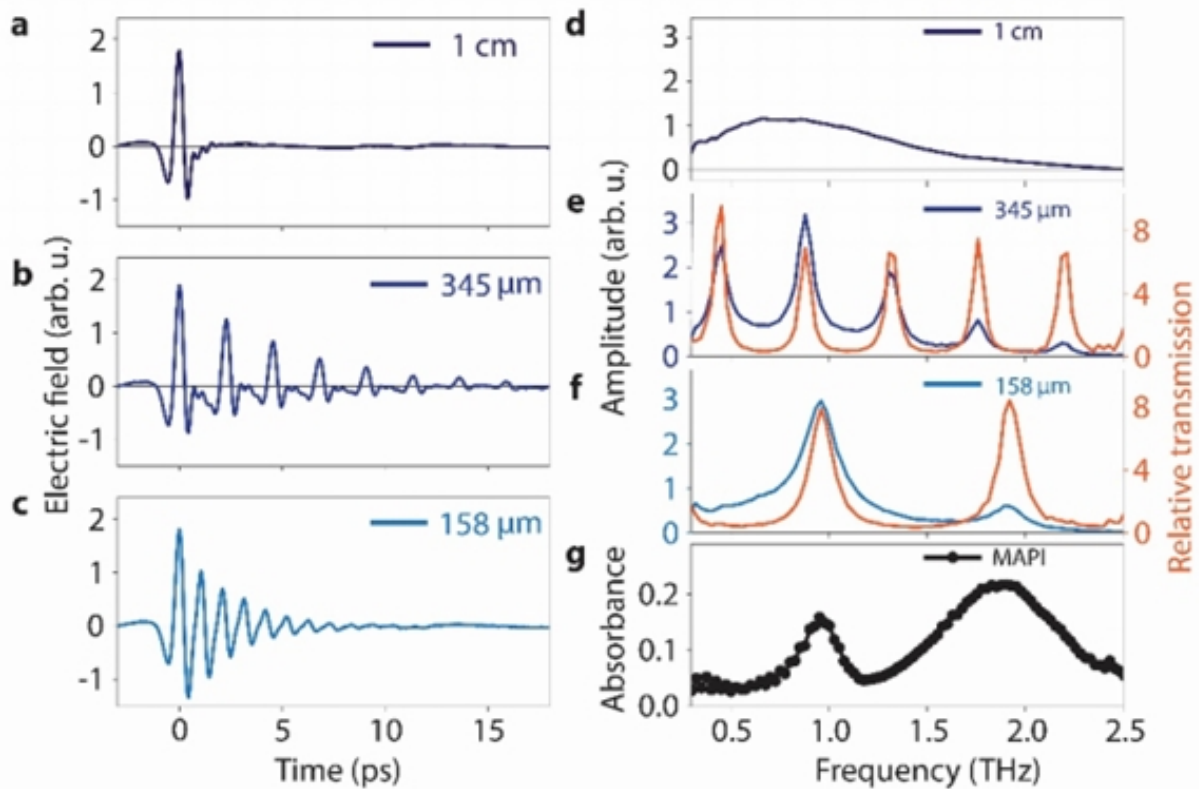 a
2
1
0
-1
1 cm
b
2
1
0
-1
345 μm
c
2
1
0
-1
158 μm
0 5 10 15
Time (ps)
Electric field (arb. u.)
d
3
2
1
0
1 cm
e
3
2
1
0
345 μm
8
4
0
f
3
2
1
0
158 μm
8
4
0
g
0.2
0.1
0.0
MAPI
0.5 1.0 1.5 2.0 2.5
Frequency (THz)
Amplitude (arb. u.)
Absorbance
Relative transmission